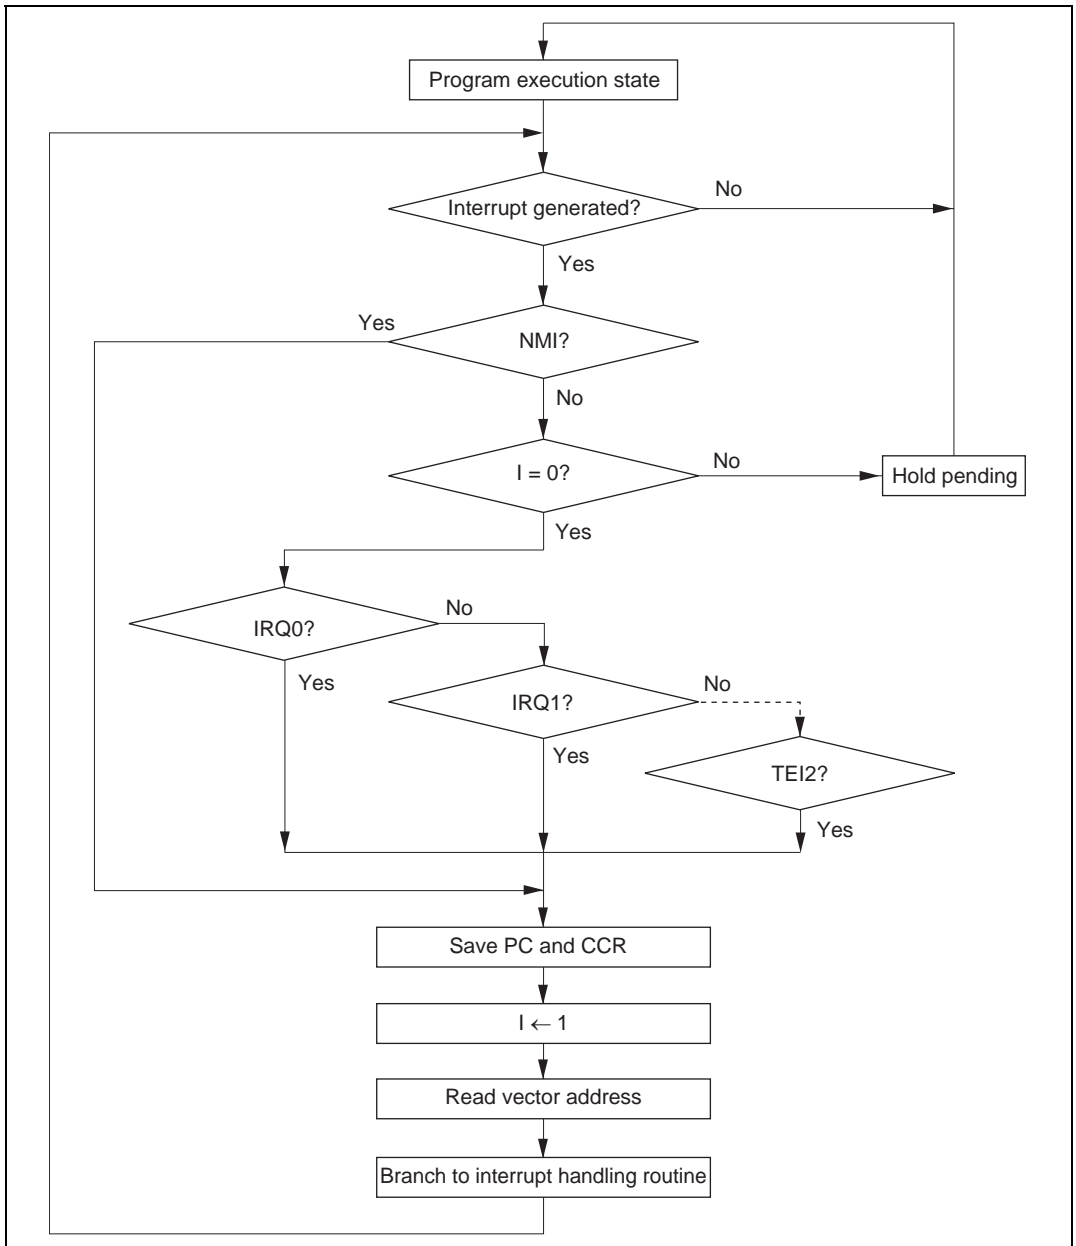 Program execution state
Interrupt generated?
No
Yes
Yes
NMI?
No
I = 0?
No
Hold pending
Yes
IRQ0?
No
Yes
IRQ1?
No
Yes
TEI2?
Yes
Save PC and CCR
I ← 1
Read vector address
Branch to interrupt handling routine